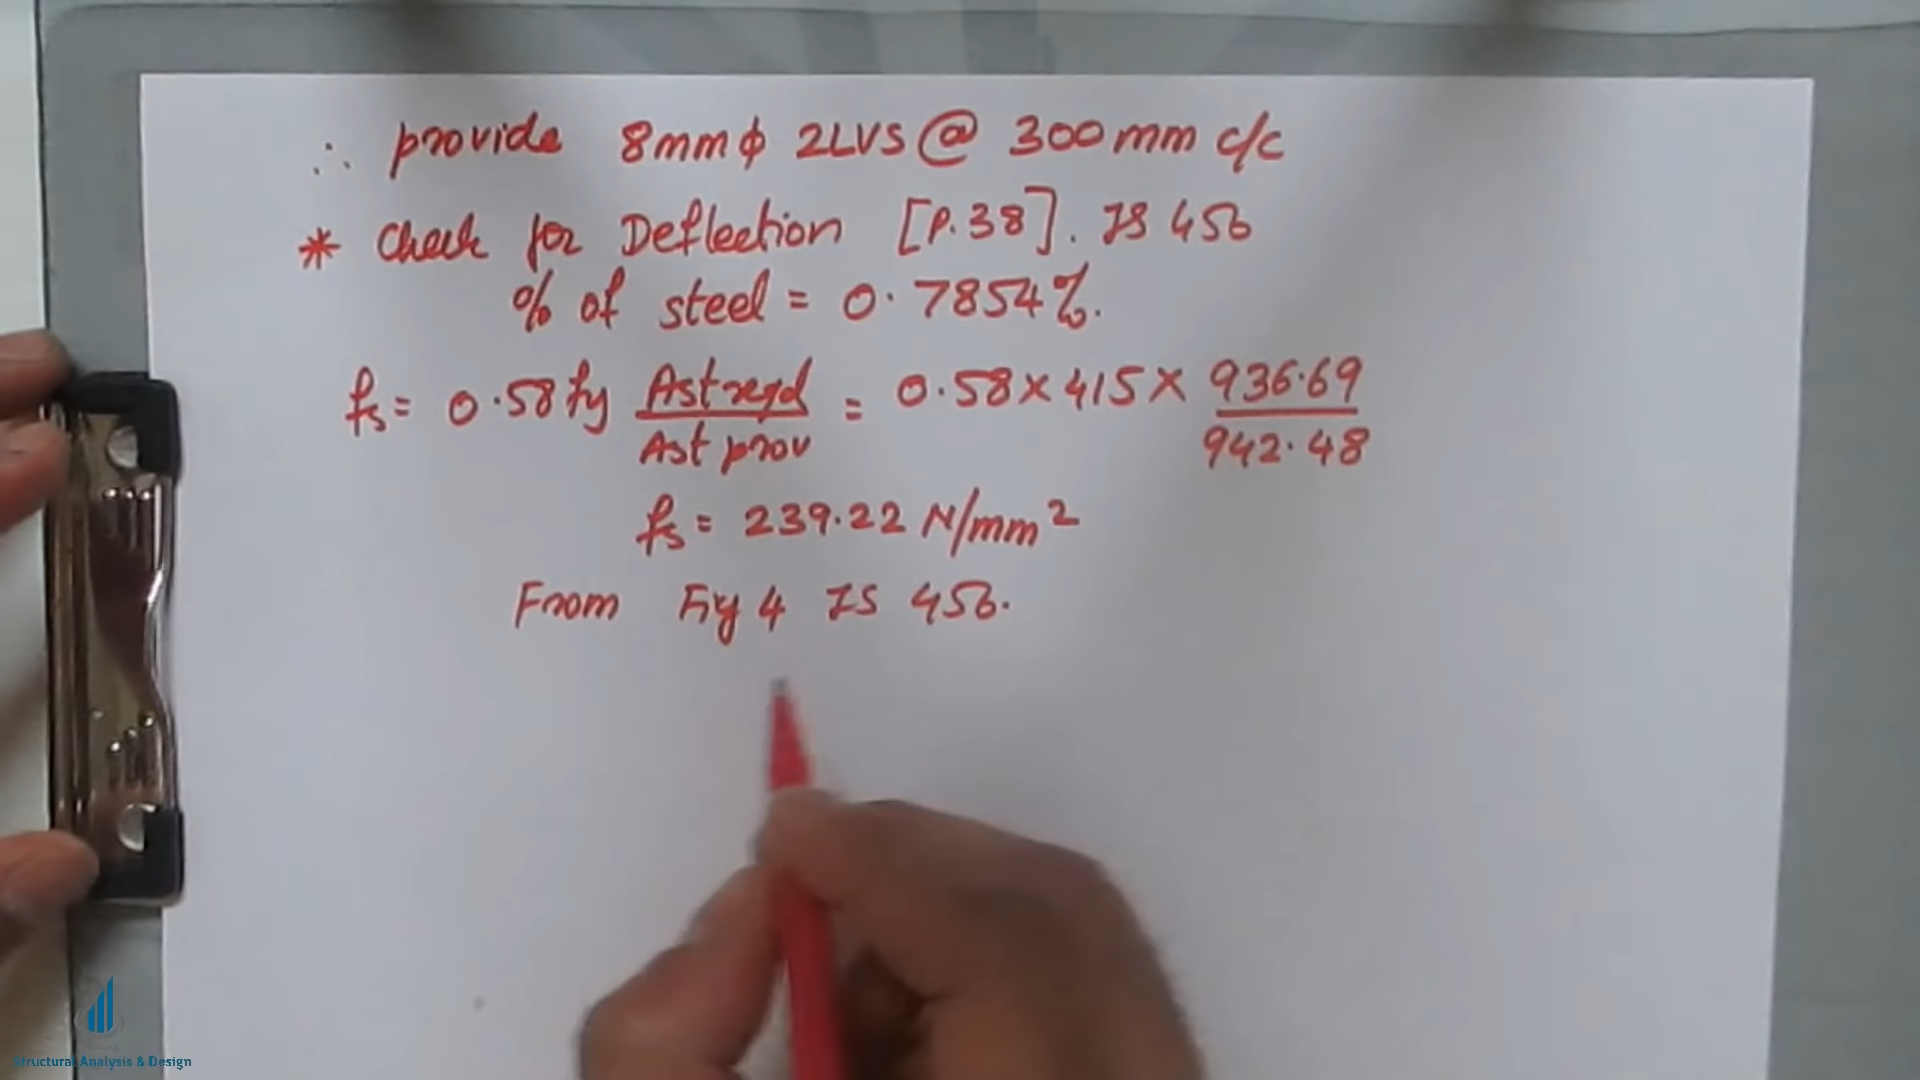 ∴ provide 8mmϕ 2LVS @ 300mm c/c
* Check for Deflection [P.38]. IS 456
% of steel = 0.7854%.
fs = 0.58 fy Ast reqd / Ast prov = 0.58 × 415 × 936.69 / 942.48
fs = 239.22 N/mm²
From Fig 4 IS 456.
Structural Analysis & Design